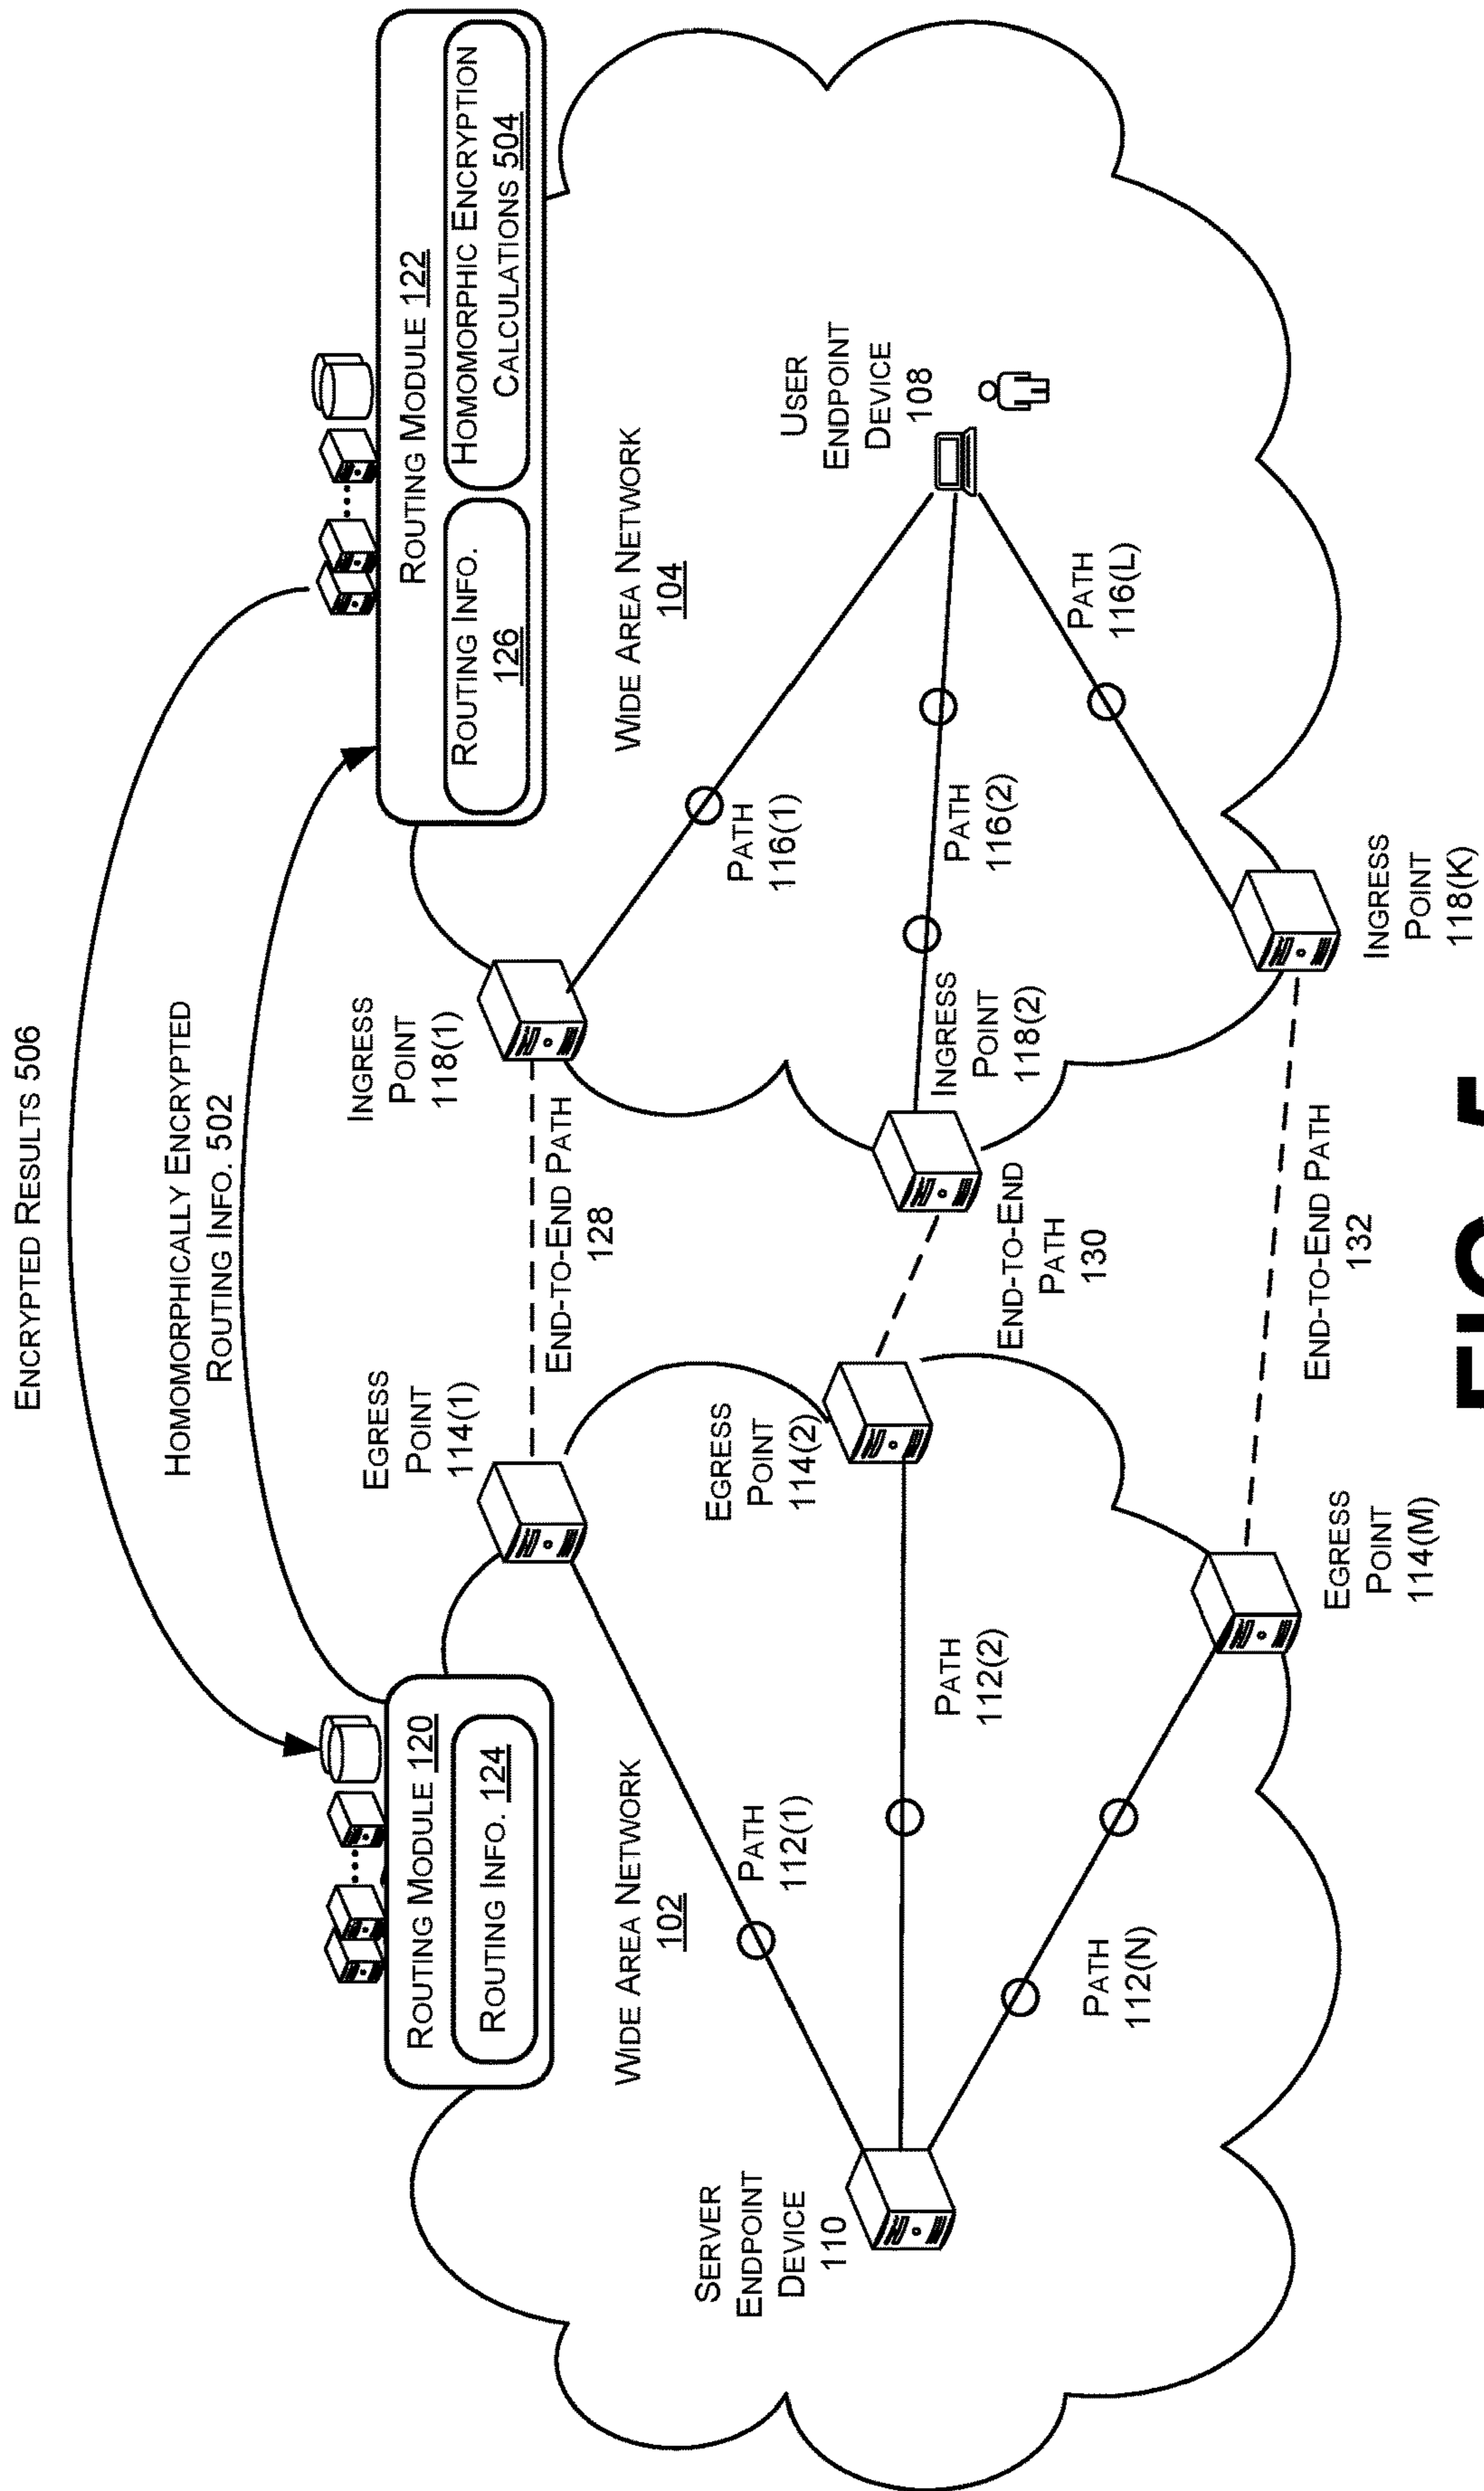 ENCRYPTED RESULTS 506
HOMOMORPHICALLY ENCRYPTED
ROUTING INFO. 502
ROUTING MODULE 120
ROUTING INFO. 124
ROUTING MODULE 122
ROUTING INFO.
126
HOMOMORPHIC ENCRYPTION
CALCULATIONS 504
WIDE AREA NETWORK
102
WIDE AREA NETWORK
104
EGRESS
POINT
114(1)
INGRESS
POINT
118(1)
END-TO-END PATH
128
SERVER
ENDPOINT
DEVICE
110
PATH
112(1)
PATH
112(2)
PATH
112(N)
EGRESS
POINT
114(2)
END-TO-END
PATH
130
INGRESS
POINT
118(2)
PATH
116(1)
PATH
116(2)
PATH
116(L)
USER
ENDPOINT
DEVICE
108
EGRESS
POINT
114(M)
END-TO-END PATH
132
INGRESS
POINT
118(K)